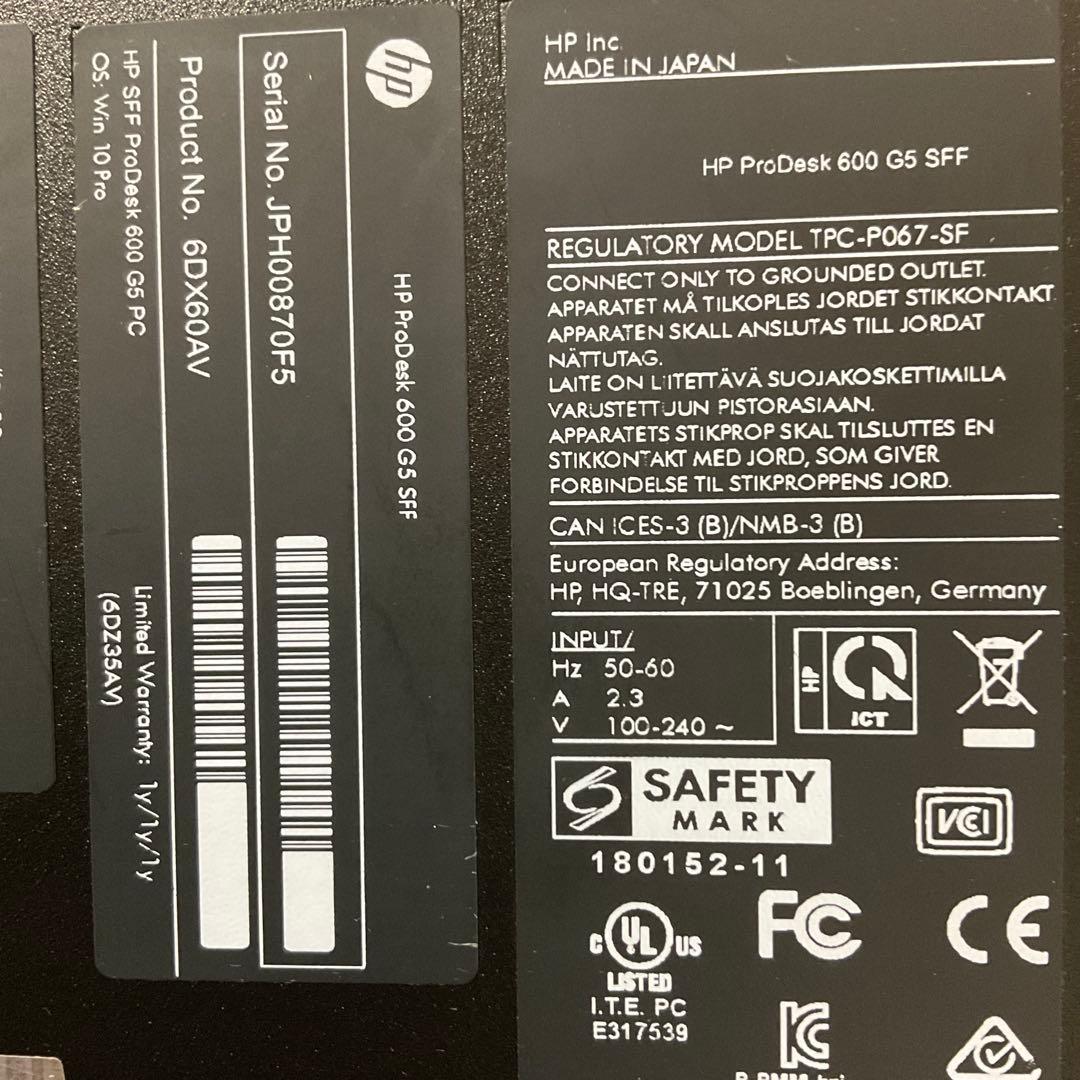 hp
HP ProDesk 600 G5 SFF
Serial No. JPH00870F5
Product No. 6DX60AV
HP SFF ProDesk 600 G5 PC
OS: Win 10 Pro
Limited Warranty: 1y/1y/1y
(6DZ35AV)
HP Inc.
MADE IN JAPAN
HP ProDesk 600 G5 SFF
REGULATORY MODEL TPC-P067-SF
CONNECT ONLY TO GROUNDED OUTLET.
APPARATET MÅ TILKOPLES JORDET STIKKONTAKT.
APPARATEN SKALL ANSLUTAS TILL JORDAT
NÄTTUTAG.
LAITE ON LIITETTÄVÄ SUOJAKOSKETTIMILLA
VARUSTETTUUN PISTORASIAAN.
APPARATETS STIKPROP SKAL TILSLUTTES EN
STIKKONTAKT MED JORD, SOM GIVER
FORBINDELSE TIL STIKPROPPENS JORD.
CAN ICES-3 (B)/NMB-3 (B)
European Regulatory Address:
HP, HQ-TRE, 71025 Boeblingen, Germany
INPUT/
Hz 50-60
A 2.3
V 100-240 ~
HP
ICT
SAFETY
MARK
180152-11
VCCI
C UL US
LISTED
I.T.E. PC
E317539
FC
CE
KC